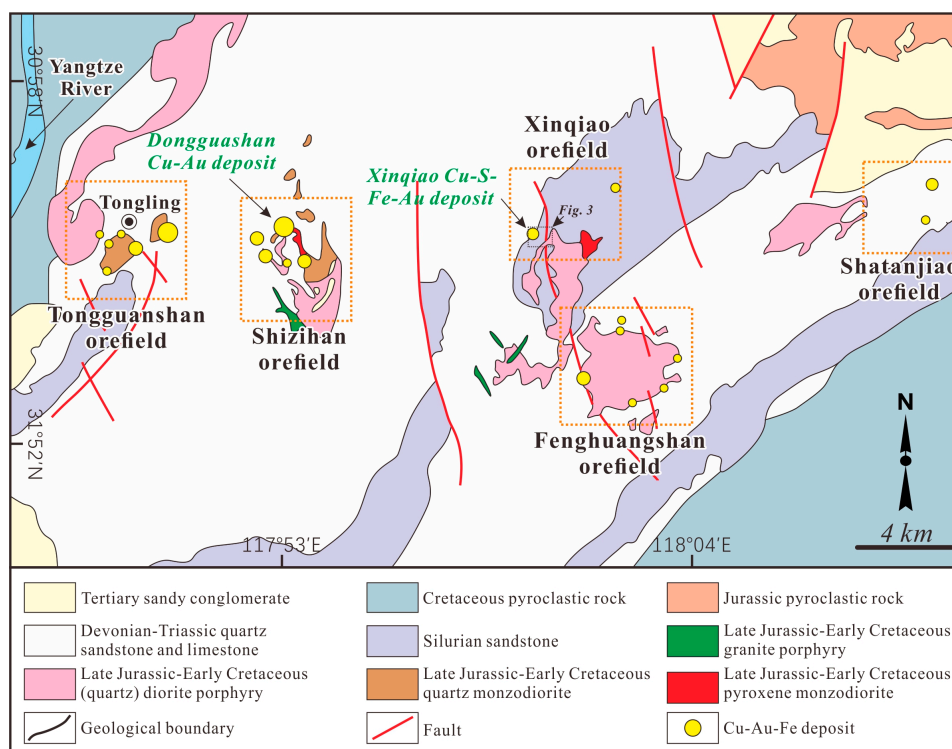 30°58′N
Yangtze
River
Dongguashan
Cu-Au deposit
Xinqiao
orefield
Xinqiao Cu-S-
Fe-Au deposit
Fig. 3
Tongling
Shatanjiao
orefield
Tongguanshan
orefield
Shizihan
orefield
Fenghuangshan
orefield
31°52′N
N
4 km
117°53′E
118°04′E
Tertiary sandy conglomerate
Cretaceous pyroclastic rock
Jurassic pyroclastic rock
Devonian-Triassic quartz
sandstone and limestone
Silurian sandstone
Late Jurassic-Early Cretaceous
granite porphyry
Late Jurassic-Early Cretaceous
(quartz) diorite porphyry
Late Jurassic-Early Cretaceous
quartz monzodiorite
Late Jurassic-Early Cretaceous
pyroxene monzodiorite
Geological boundary
Fault
Cu-Au-Fe deposit